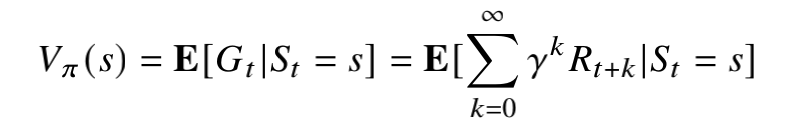 V_π(s) = E[G_t|S_t = s] = E[∑_{k=0}^{∞} γ^k R_{t+k}|S_t = s]